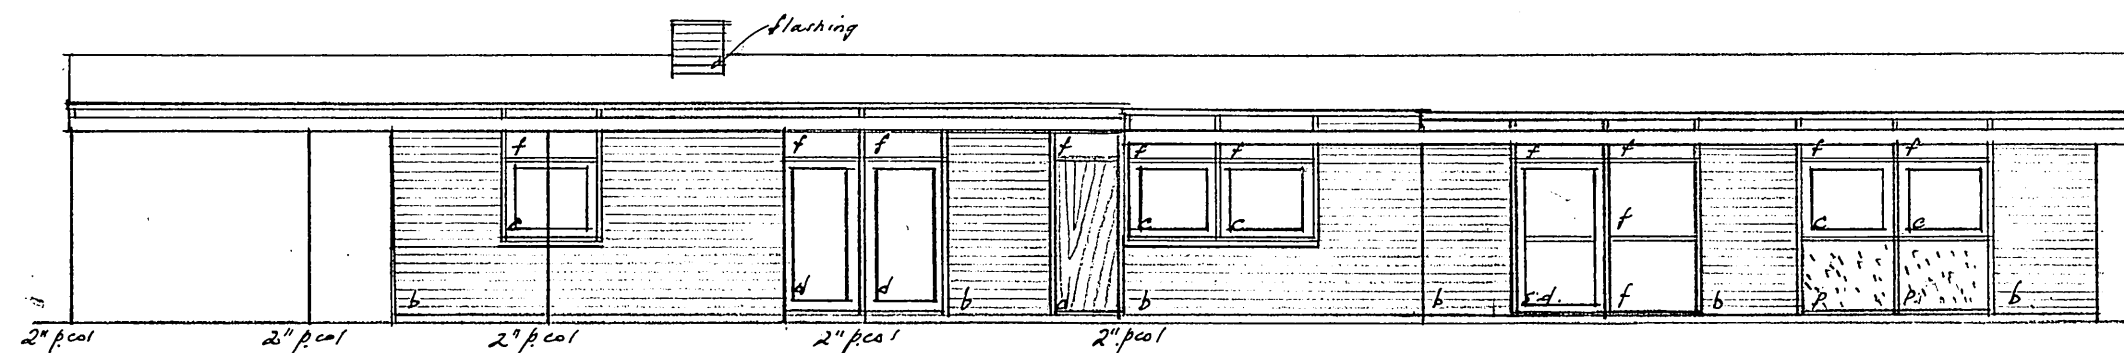 flashing
f f f f f f f f f f
c c c f c c
b d d b d b b s.d. f b p. p. b
2" p.col 2" p.col 2" p.col 2" p.col 2" p.col